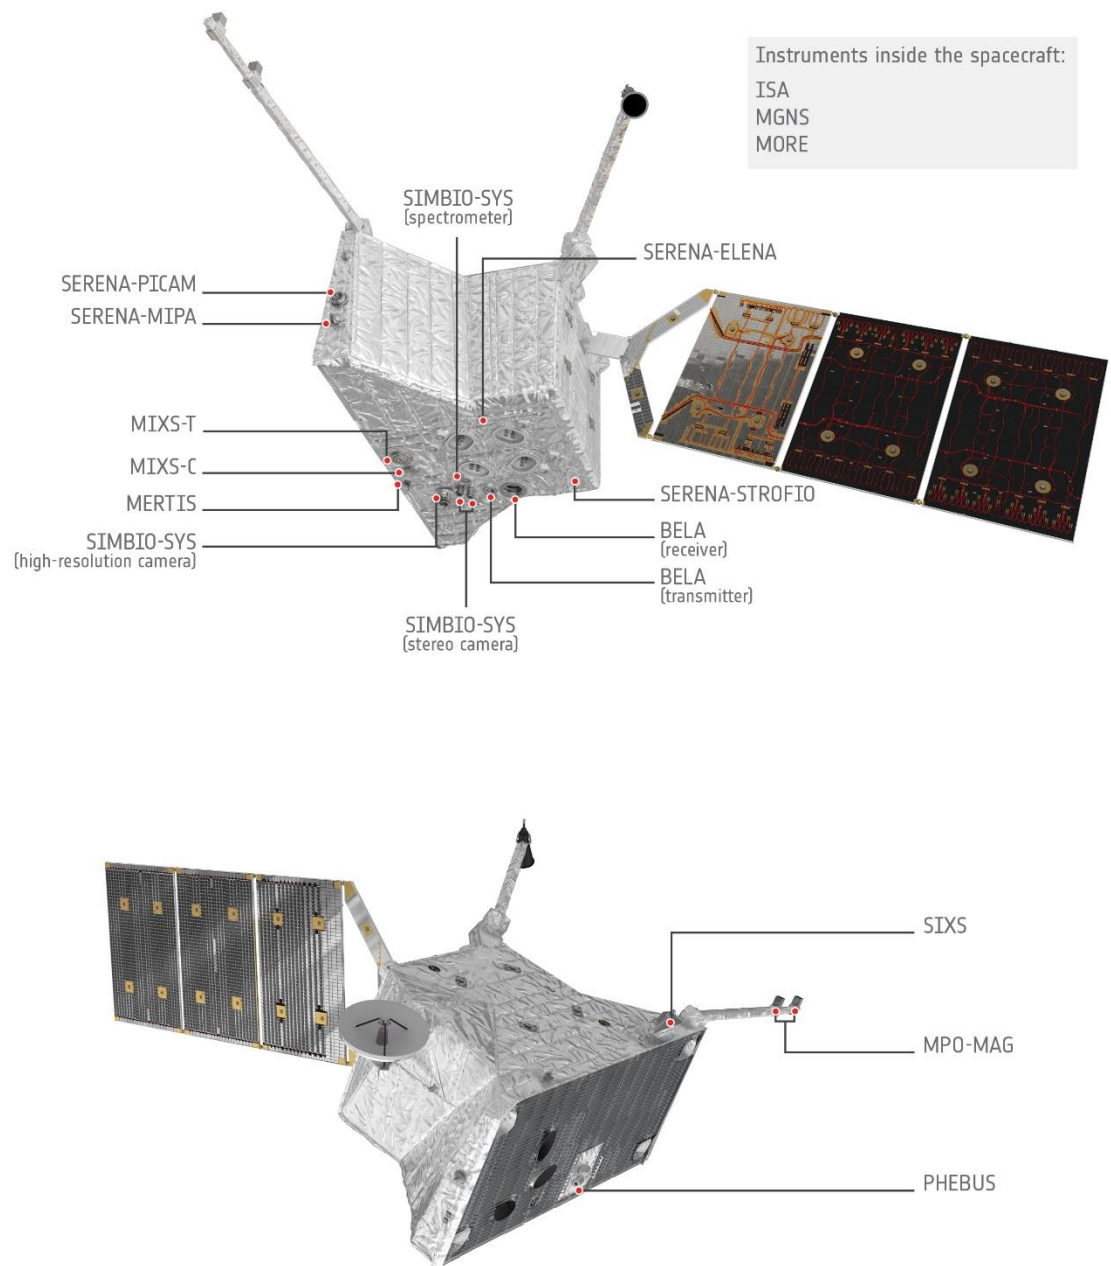 Instruments inside the spacecraft:
ISA
MGNS
MORE
SIMBIO-SYS
(spectrometer)
SERENA-ELENA
SERENA-PICAM
SERENA-MIPA
MIXS-T
MIXS-C
MERTIS
SIMBIO-SYS
(high-resolution camera)
SERENA-STROFIO
BELA
(receiver)
BELA
(transmitter)
SIMBIO-SYS
(stereo camera)
SIXS
MPO-MAG
PHEBUS